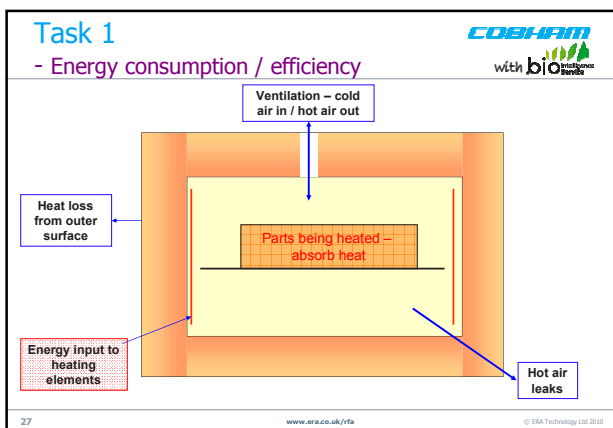 Task 1
- Energy consumption / efficiency
COBHAM
with bio Intelligence
Service
Ventilation – cold
air in / hot air out
Heat loss
from outer
surface
Parts being heated –
absorb heat
Energy input to
heating
elements
Hot air
leaks
27
www.era.co.uk/rfa
© ERA Technology Ltd 2010